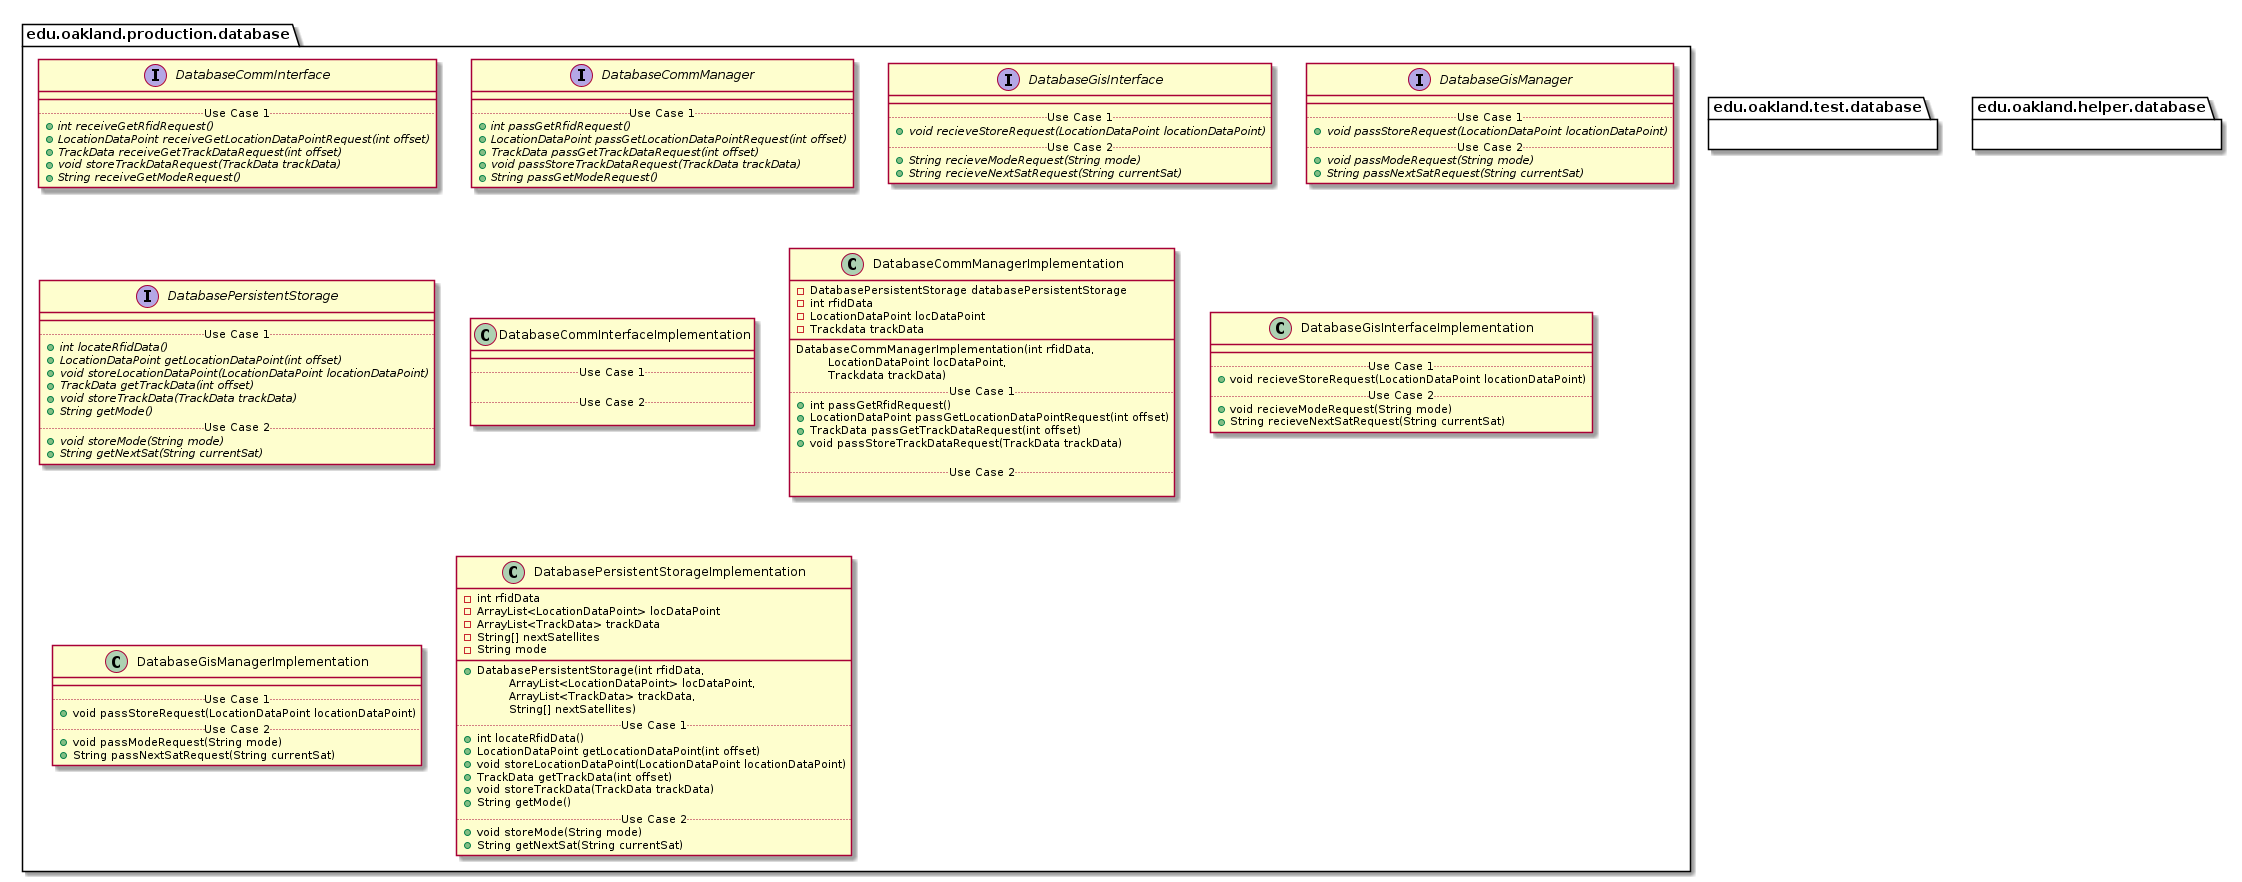 edu.oakland.production.database
DatabaseCommInterface
Use Case 1
int receiveGetRfidRequest()
LocationDataPoint receiveGetLocationDataPointRequest(int offset)
TrackData receiveGetTrackDataRequest(int offset)
void storeTrackDataRequest(TrackData trackData)
String receiveGetModeRequest()
DatabaseCommManager
Use Case 1
int passGetRfidRequest()
LocationDataPoint passGetLocationDataPointRequest(int offset)
TrackData passGetTrackDataRequest(int offset)
void passStoreTrackDataRequest(TrackData trackData)
String passGetModeRequest()
DatabaseGisInterface
Use Case 1
void recieveStoreRequest(LocationDataPoint locationDataPoint)
Use Case 2
String recieveModeRequest(String mode)
String recieveNextSatRequest(String currentSat)
DatabaseGisManager
Use Case 1
void passStoreRequest(LocationDataPoint locationDataPoint)
Use Case 2
void passModeRequest(String mode)
String passNextSatRequest(String currentSat)
edu.oakland.test.database
edu.oakland.helper.database
DatabasePersistentStorage
Use Case 1
int locateRfidData()
LocationDataPoint getLocationDataPoint(int offset)
void storeLocationDataPoint(LocationDataPoint locationDataPoint)
TrackData getTrackData(int offset)
void storeTrackData(TrackData trackData)
String getMode()
Use Case 2
void storeMode(String mode)
String getNextSat(String currentSat)
DatabaseCommInterfaceImplementation
Use Case 1
Use Case 2
DatabaseCommManagerImplementation
DatabasePersistentStorage databasePersistentStorage
int rfidData
LocationDataPoint locDataPoint
Trackdata trackData
DatabaseCommManagerImplementation(int rfidData,
LocationDataPoint locDataPoint,
Trackdata trackData)
Use Case 1
int passGetRfidRequest()
LocationDataPoint passGetLocationDataPointRequest(int offset)
TrackData passGetTrackDataRequest(int offset)
void passStoreTrackDataRequest(TrackData trackData)
Use Case 2
DatabaseGisInterfaceImplementation
Use Case 1
void recieveStoreRequest(LocationDataPoint locationDataPoint)
Use Case 2
void recieveModeRequest(String mode)
String recieveNextSatRequest(String currentSat)
DatabaseGisManagerImplementation
Use Case 1
void passStoreRequest(LocationDataPoint locationDataPoint)
Use Case 2
void passModeRequest(String mode)
String passNextSatRequest(String currentSat)
DatabasePersistentStorageImplementation
int rfidData
ArrayList<LocationDataPoint> locDataPoint
ArrayList<TrackData> trackData
String[] nextSatellites
String mode
DatabasePersistentStorage(int rfidData,
ArrayList<LocationDataPoint> locDataPoint,
ArrayList<TrackData> trackData,
String[] nextSatellites)
Use Case 1
int locateRfidData()
LocationDataPoint getLocationDataPoint(int offset)
void storeLocationDataPoint(LocationDataPoint locationDataPoint)
TrackData getTrackData(int offset)
void storeTrackData(TrackData trackData)
String getMode()
Use Case 2
void storeMode(String mode)
String getNextSat(String currentSat)